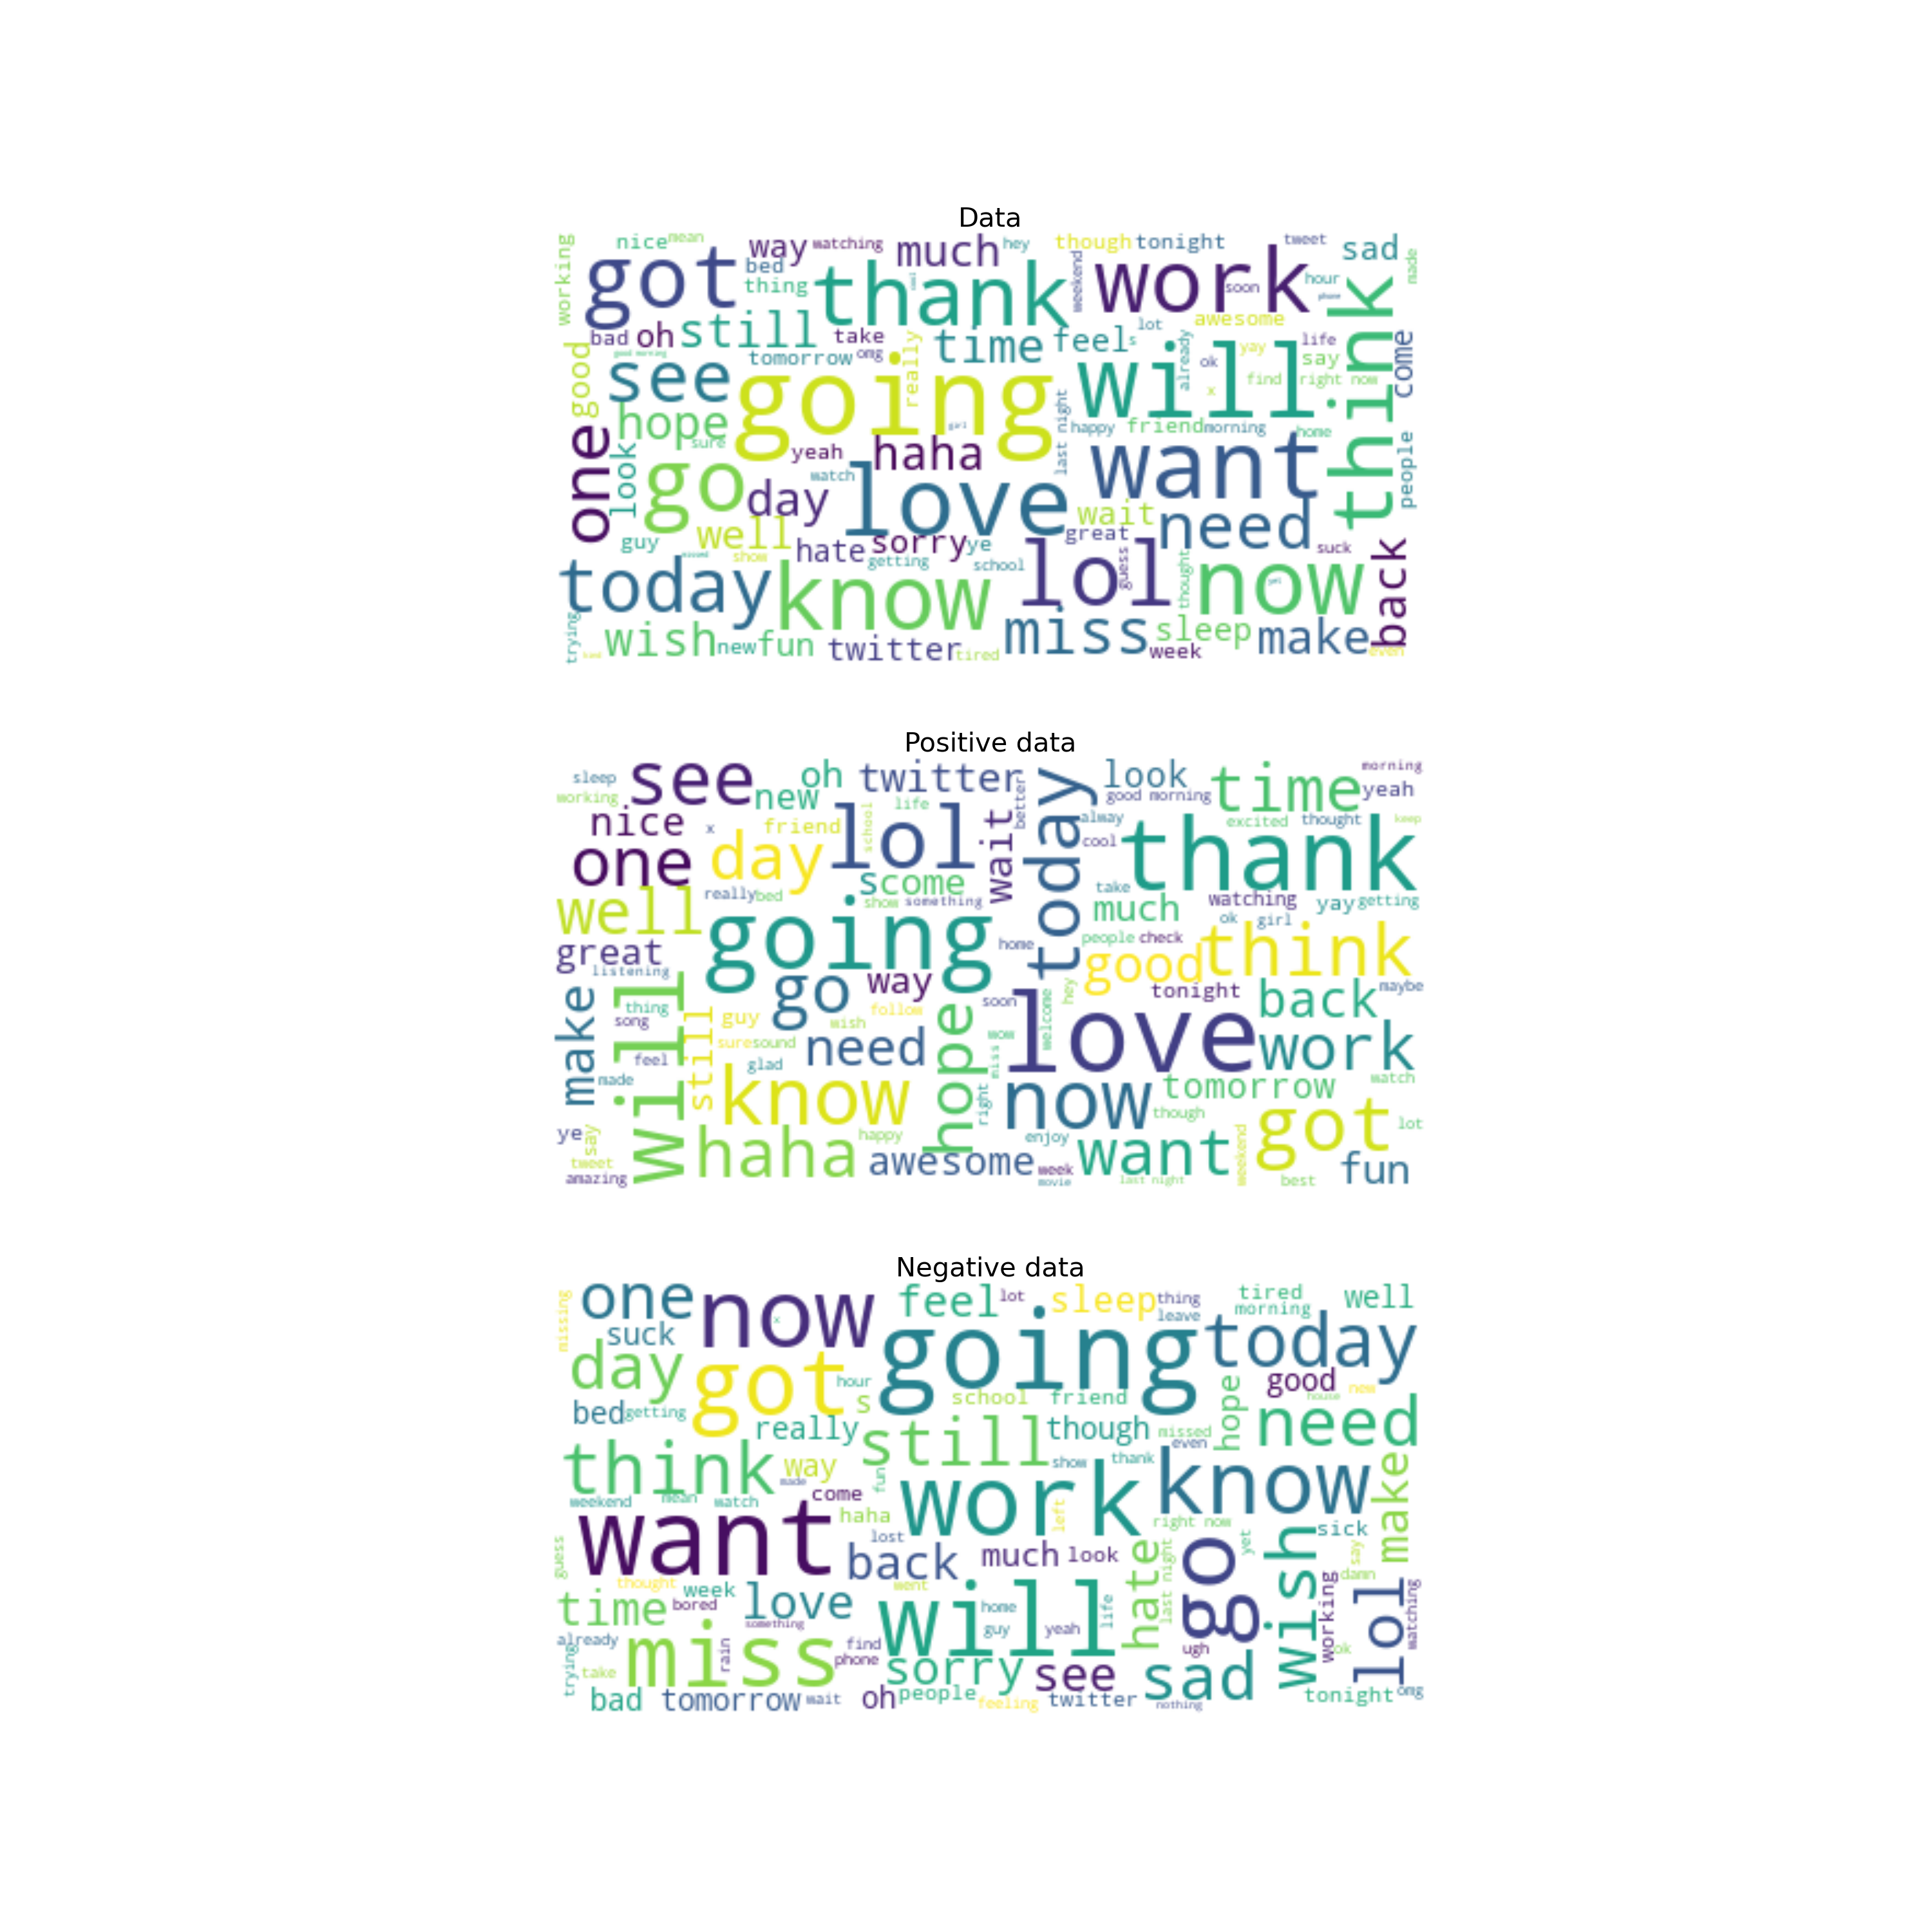 Data
working nice mean way watching much hey though tonight tweet sad made
got bed thing thank weekend work soon hour phone think
bad oh still take time feel s lot awesome already life come
good see tomorrow omg really going will ok yay say
good morning find right now x
one hope sure yeah girl haha last night happy friend morning home want people
look go day watch love wait need
guy well show hate sorry ye great suck back
today know getting school lol guess thought now yet
trying wish new fun twitter tired miss sleep week make even
Positive data
sleep see oh twitter today look time morning
working new better good morning yeah
nice x friend lol school life wait alway excited thought keep
one day scome cool thank
really bed show something take watching yay getting
well going much ok girl
great listening home people check good think
make will thing go way soon hey tonight back maybe
song still guy wish follow hope wow welcome love work
feel sure sound need miss
made glad know right now tomorrow watch
ye say haha happy though got lot
tweet awesome enjoy week want weekend fun
amazing movie last night best
Negative data
missing one now x feel lot sleep thing leave tired morning well
suck going today
day got hour school friend good new house
bed getting s really still though missed even hope need
think way made show thank know make
weekend mean watch come fun work left right now
want haha lost back much look go yet wish sick say damn
guess thought week love went hate last night
time bored something will home guy yeah life working lol watching
already miss rain find phone sorry see ugh sad ok
trying take bad tomorrow wait oh people feeling twitter nothing tonight omg